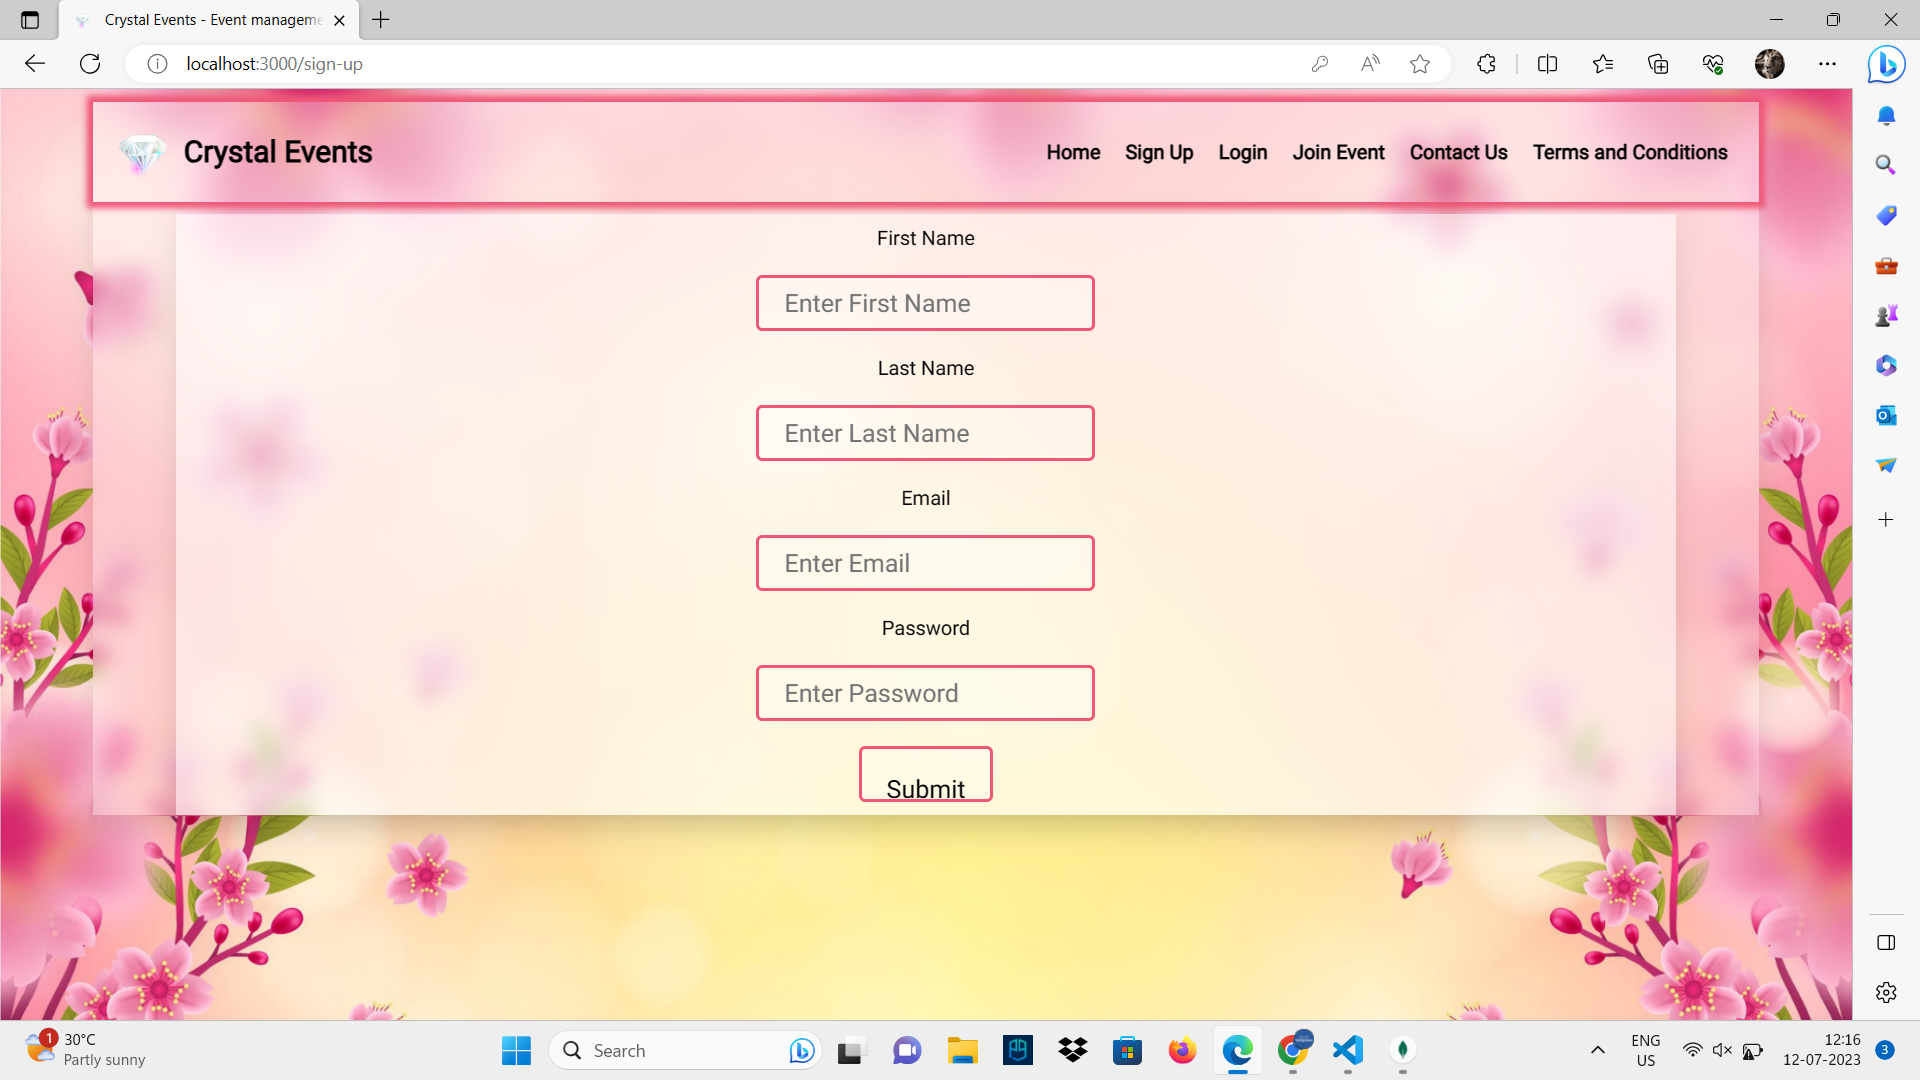 Crystal Events - Event manageme
localhost:3000/sign-up
Crystal Events
Home Sign Up Login Join Event Contact Us Terms and Conditions
First Name
Enter First Name
Last Name
Enter Last Name
Email
Enter Email
Password
Enter Password
Submit
1
30°C
Partly sunny
Search
ENG
US
12:16
12-07-2023
3